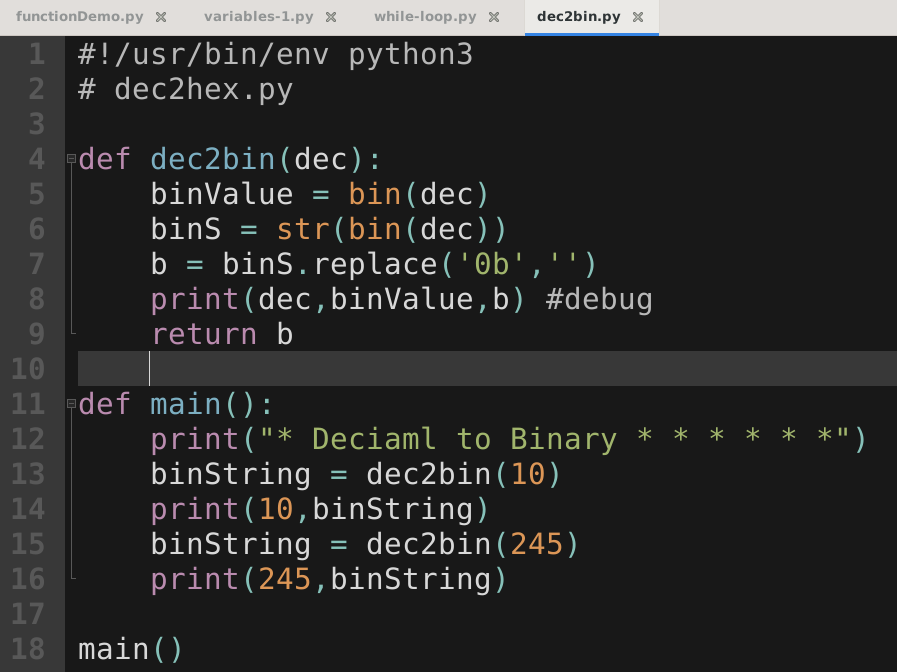 functionDemo.py variables-1.py while-loop.py dec2bin.py
1 #!/usr/bin/env python3
2 # dec2hex.py
3
4 def dec2bin(dec):
5     binValue = bin(dec)
6     binS = str(bin(dec))
7     b = binS.replace('0b','')
8     print(dec,binValue,b) #debug
9     return b
10
11 def main():
12     print("* Deciaml to Binary * * * * * *")
13     binString = dec2bin(10)
14     print(10,binString)
15     binString = dec2bin(245)
16     print(245,binString)
17
18 main()